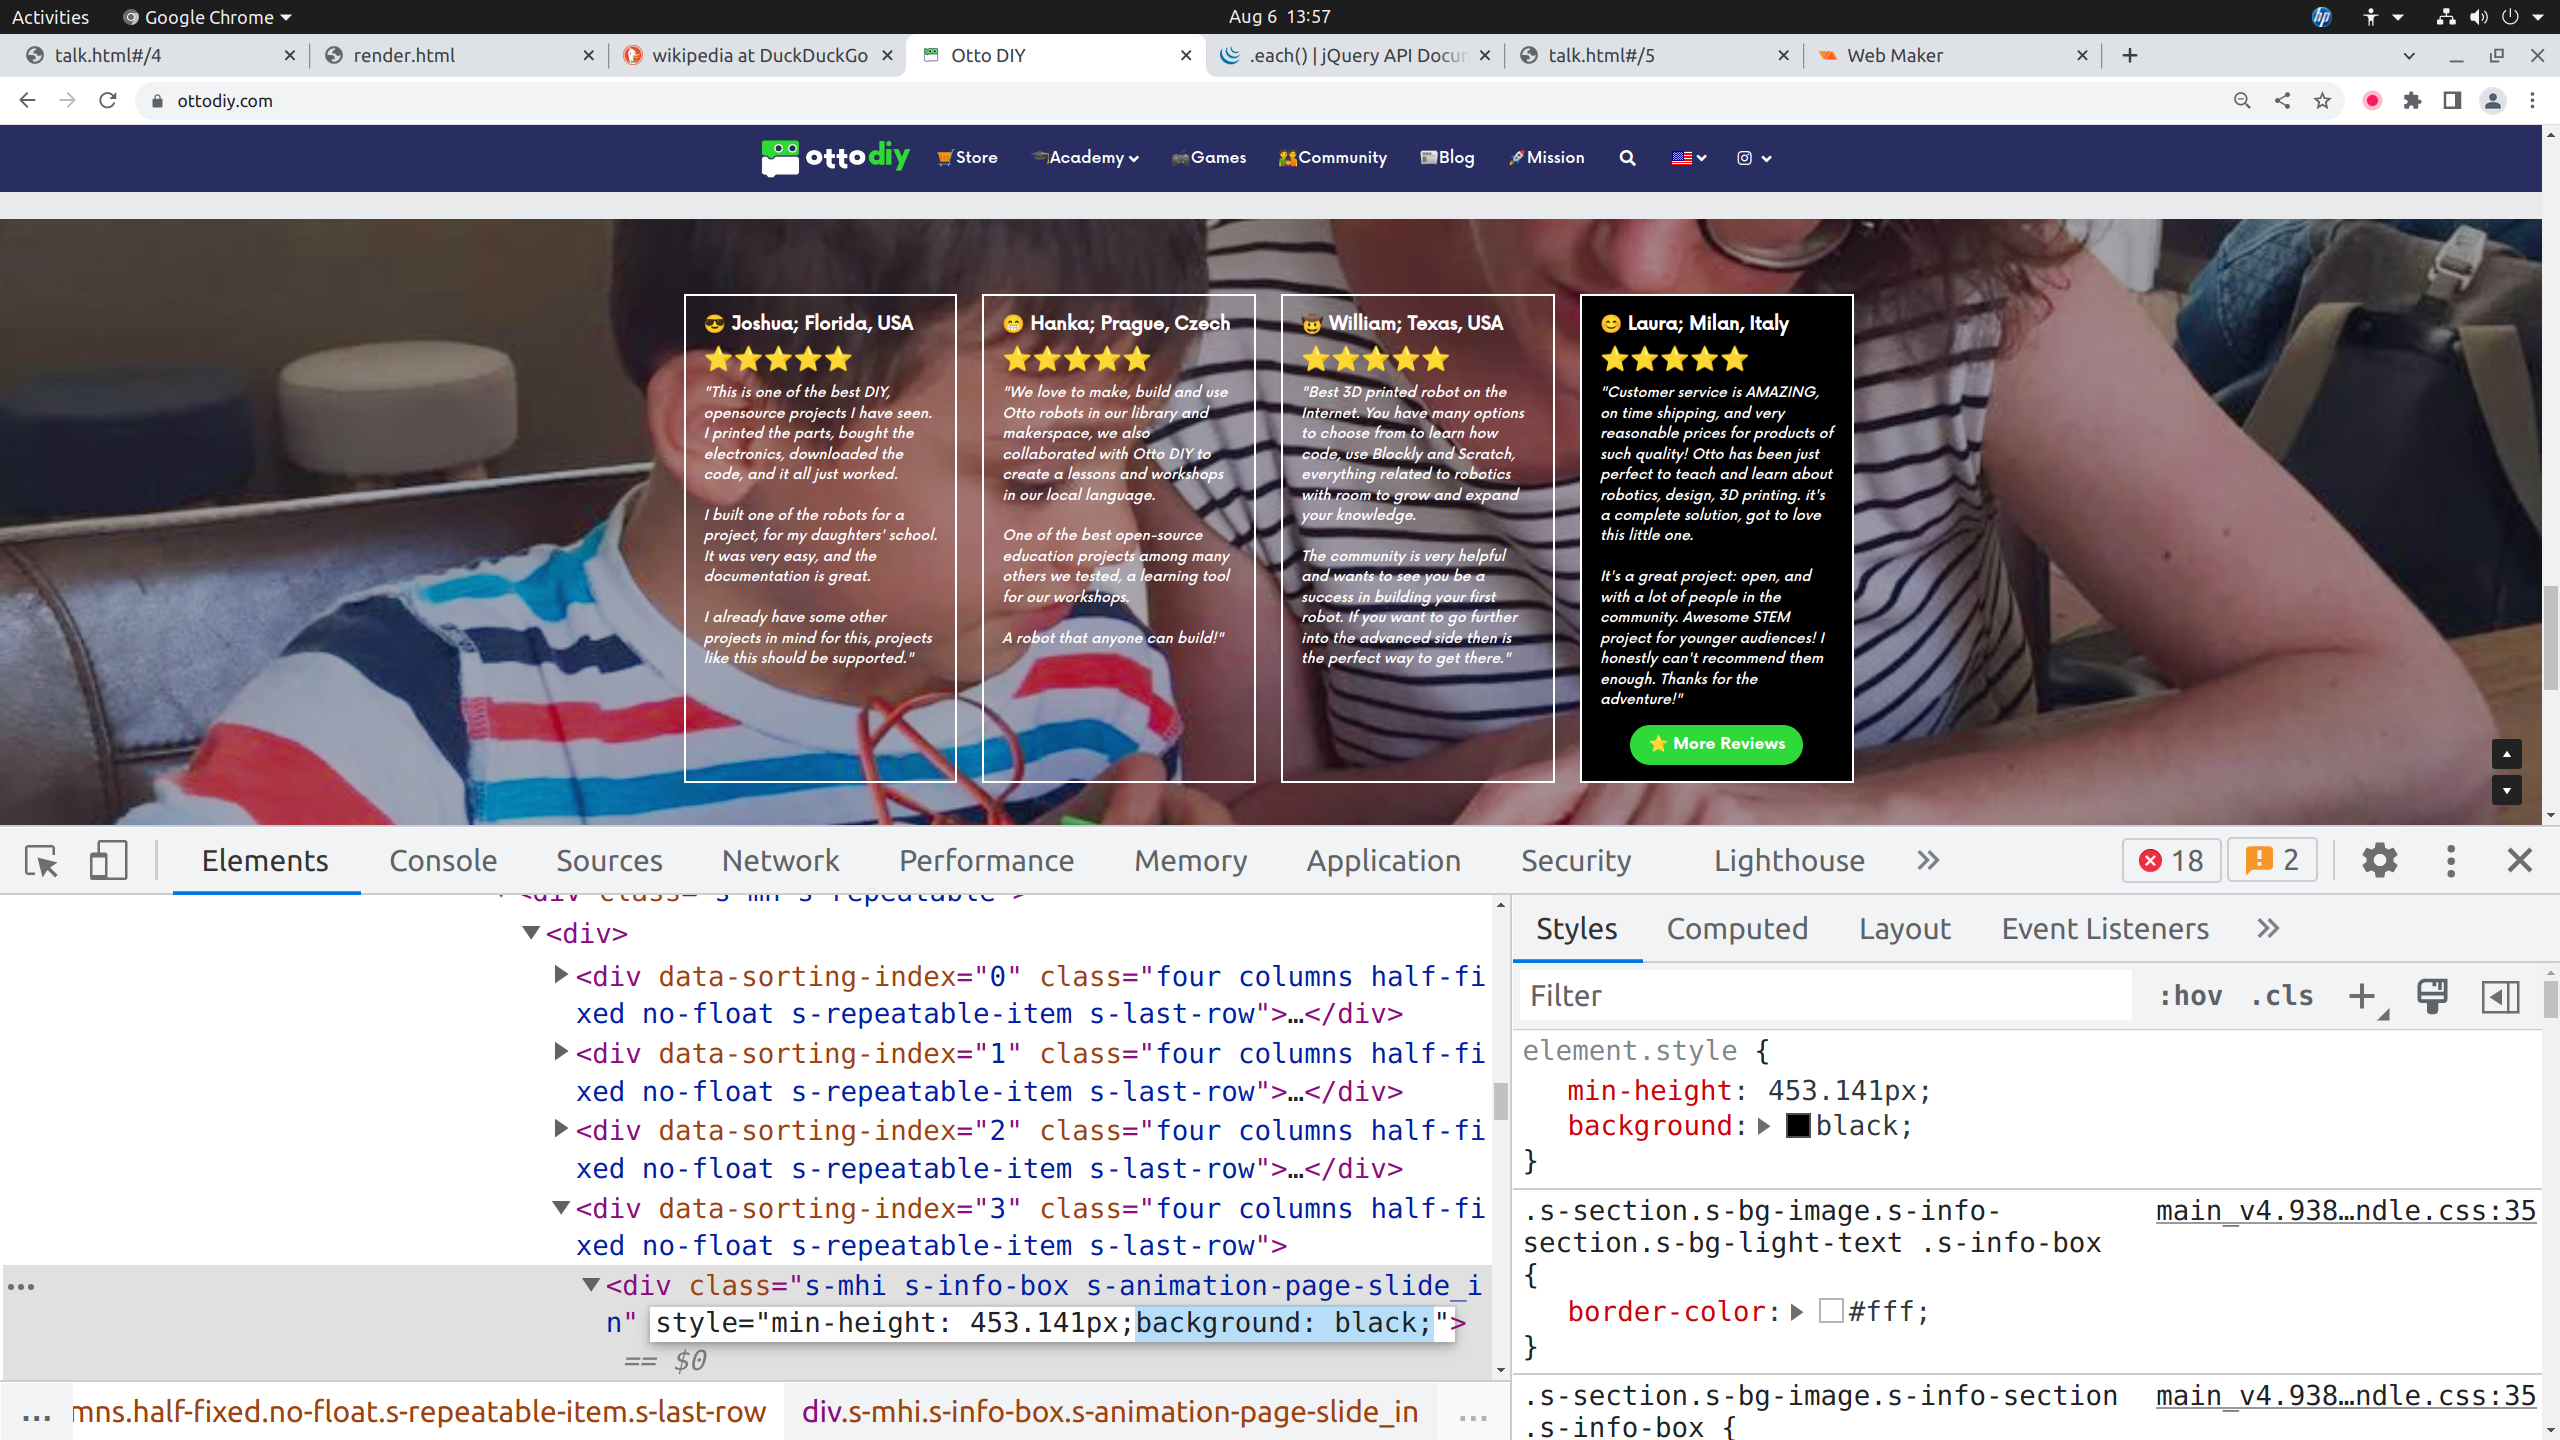 Activities Google Chrome Aug 6 13:57
talk.html#/4 render.html wikipedia at DuckDuckGo Otto DIY .each() | jQuery API Docur talk.html#/5 Web Maker
ottodiy.com
otto diy Store Academy Games Community Blog Mission
Joshua; Florida, USA
"This is one of the best DIY,
opensource projects I have seen.
I printed the parts, bought the
electronics, downloaded the
code, and it all just worked.
I built one of the robots for a
project, for my daughters' school.
It was very easy, and the
documentation is great.
I already have some other
projects in mind for this, projects
like this should be supported."
Hanka; Prague, Czech
"We love to make, build and use
Otto robots in our library and
makerspace, we also
collaborated with Otto DIY to
create a lessons and workshops
in our local language.
One of the best open-source
education projects among many
others we tested, a learning tool
for our workshops.
A robot that anyone can build!"
William; Texas, USA
"Best 3D printed robot on the
Internet. You have many options
to choose from to learn how
code, use Blockly and Scratch,
everything related to robotics
with room to grow and expand
your knowledge.
The community is very helpful
and wants to see you be a
success in building your first
robot. If you want to go further
into the advanced side then is
the perfect way to get there."
Laura; Milan, Italy
"Customer service is AMAZING,
on time shipping, and very
reasonable prices for products of
such quality! Otto has been just
perfect to teach and learn about
robotics, design, 3D printing. it's
a complete solution, got to love
this little one.
It's a great project: open, and
with a lot of people in the
community. Awesome STEM
project for younger audiences! I
honestly can't recommend them
enough. Thanks for the
adventure!"
More Reviews
Elements Console Sources Network Performance Memory Application Security Lighthouse 18 2
<div class="s-mh s-repeatable">
<div>
<div data-sorting-index="0" class="four columns half-fi
xed no-float s-repeatable-item s-last-row">…</div>
<div data-sorting-index="1" class="four columns half-fi
xed no-float s-repeatable-item s-last-row">…</div>
<div data-sorting-index="2" class="four columns half-fi
xed no-float s-repeatable-item s-last-row">…</div>
<div data-sorting-index="3" class="four columns half-fi
xed no-float s-repeatable-item s-last-row">
<div class="s-mhi s-info-box s-animation-page-slide_i
n" style="min-height: 453.141px;background: black;">
== $0
... mns.half-fixed.no-float.s-repeatable-item.s-last-row div.s-mhi.s-info-box.s-animation-page-slide_in ...
Styles Computed Layout Event Listeners
Filter :hov .cls
element.style {
min-height: 453.141px;
background: black;
}
.s-section.s-bg-image.s-info- main_v4.938…ndle.css:35
section.s-bg-light-text .s-info-box
{
border-color: #fff;
}
.s-section.s-bg-image.s-info-section main_v4.938…ndle.css:35
.s-info-box {